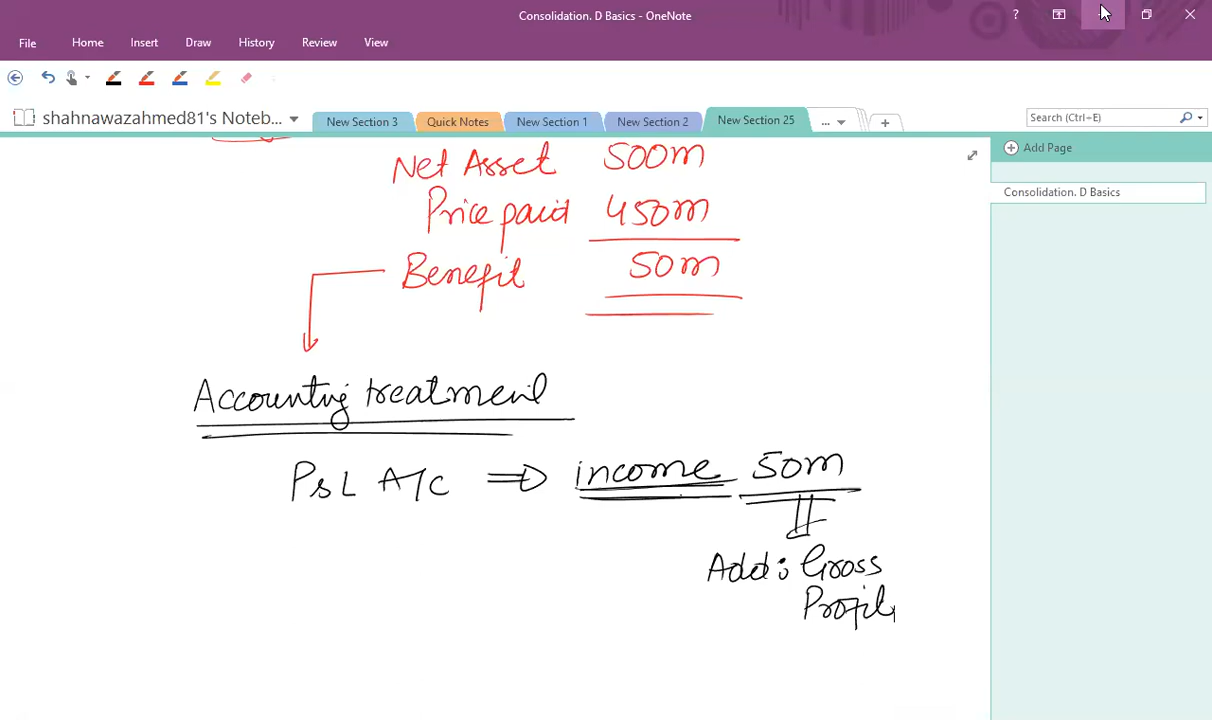 Consolidation. D Basics - OneNote
?
File Home Insert Draw History Review View
shahnawazahmed81's Noteb... New Section 3 Quick Notes New Section 1 New Section 2 New Section 25 ... Search (Ctrl+E)
Add Page
Consolidation. D Basics
Net Asset 500m
Price paid 450m
Benefit 50m
Accounting treatment
P&L A/c ⇒ income 50m
Add: Gross
Profit